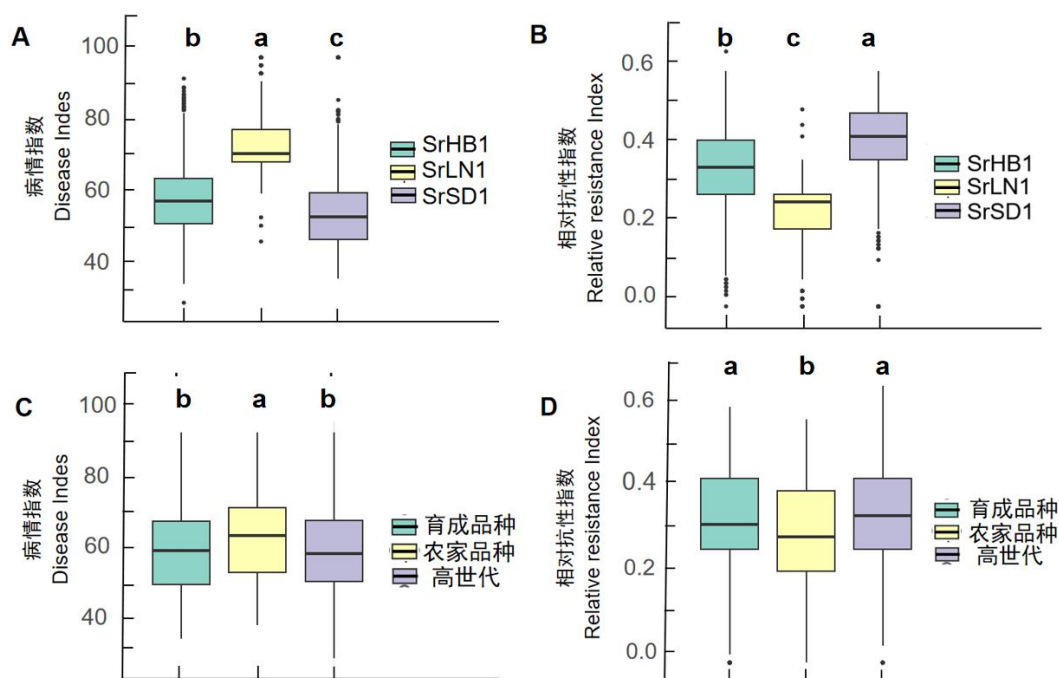 A
b a c
病情指数
Disease Indes
100
80
60
40
SrHB1
SrLN1
SrSD1
B
b c a
相对抗性指数
Relative resistance Index
0.6
0.4
0.2
0.0
SrHB1
SrLN1
SrSD1
C
b a b
病情指数
Disease Indes
100
80
60
40
育成品种
农家品种
高世代
D
a b a
相对抗性指数
Relative resistance Index
0.6
0.4
0.2
0.0
育成品种
农家品种
高世代